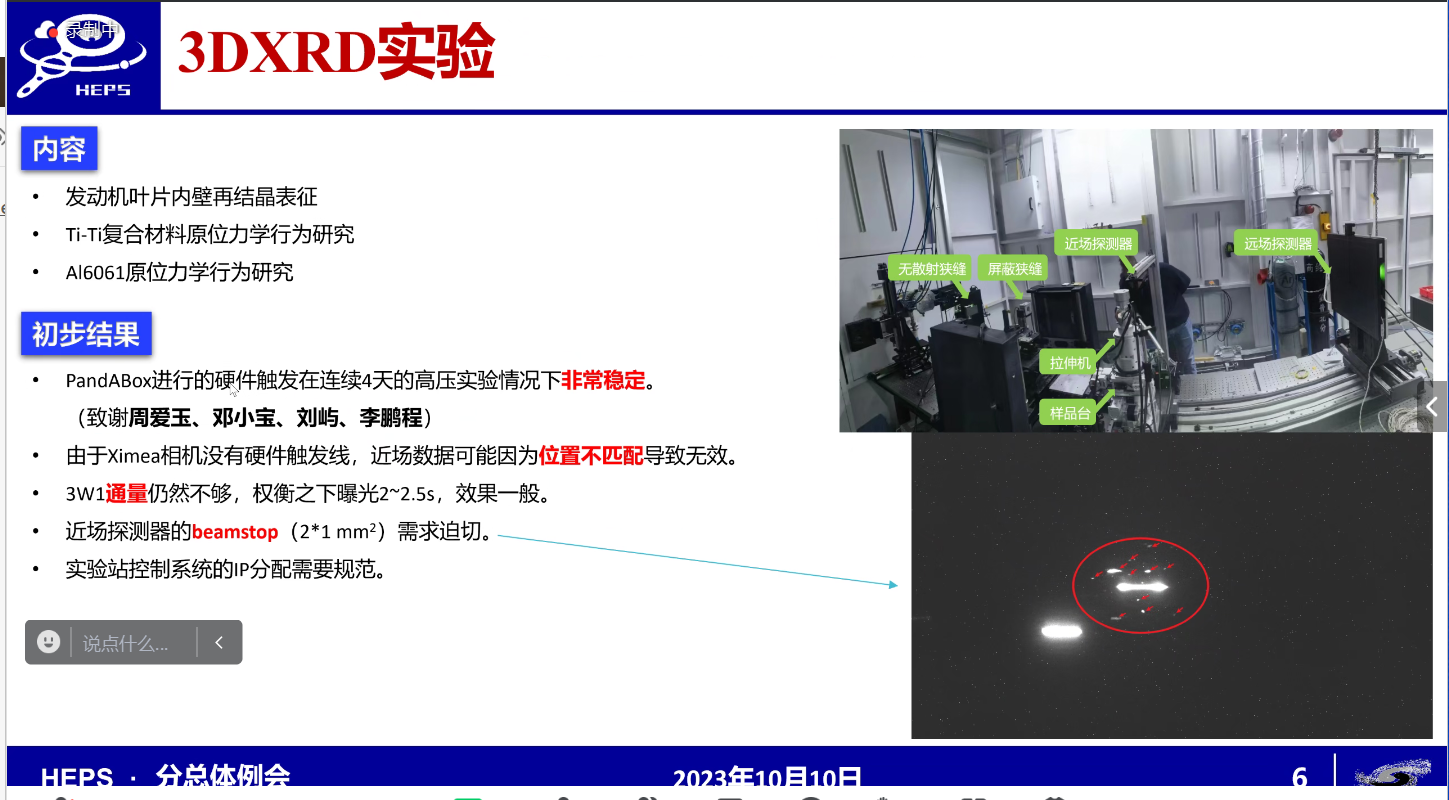 录制中
HEPS
3DXRD实验
内容
• 发动机叶片内壁再结晶表征
• Ti-Ti复合材料原位力学行为研究
• Al6061原位力学行为研究
初步结果
• PandABox进行的硬件触发在连续4天的高压实验情况下非常稳定。
（致谢周爱玉、邓小宝、刘屿、李鹏程）
• 由于Ximea相机没有硬件触发线，近场数据可能因为位置不匹配导致无效。
• 3W1通量仍然不够，权衡之下曝光2~2.5s，效果一般。
• 近场探测器的beamstop（2*1 mm²）需求迫切。
• 实验站控制系统的IP分配需要规范。
说点什么...
近场探测器
远场探测器
无散射狭缝
屏蔽狭缝
拉伸机
样品台
HEPS · 分总体例会
2023年10月10日
6